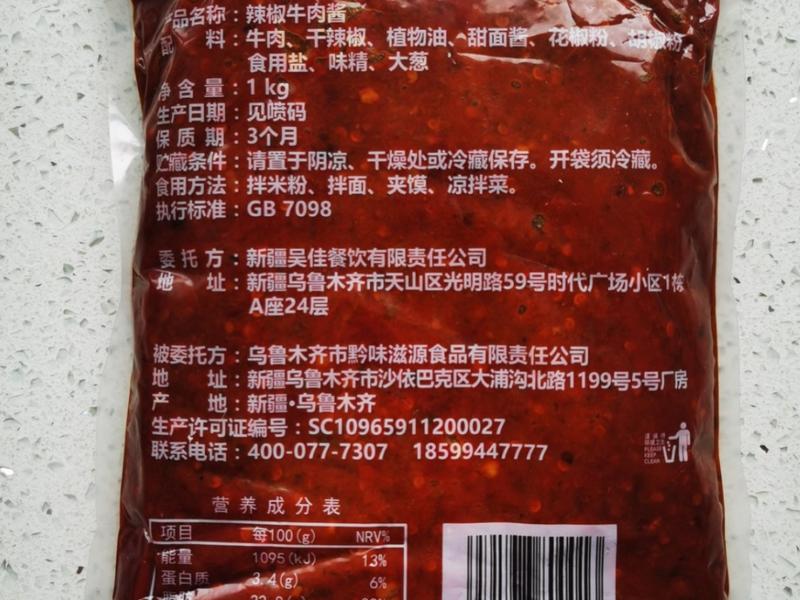 产品名称：辣椒牛肉酱
配 料：牛肉、干辣椒、植物油、甜面酱、花椒粉、胡椒粉、
食用盐、味精、大葱
净 含 量：1 kg
生产日期：见喷码
保 质 期：3个月
贮藏条件：请置于阴凉、干燥处或冷藏保存。开袋须冷藏。
食用方法：拌米粉、拌面、夹馍、凉拌菜。
执行标准：GB 7098
委 托 方：新疆吴佳餐饮有限责任公司
地 址：新疆乌鲁木齐市天山区光明路59号时代广场小区1栋
A座24层
被委托方：乌鲁木齐市黔味滋源食品有限责任公司
地 址：新疆乌鲁木齐市沙依巴克区大浦沟北路1199号5号厂房
产 地：新疆·乌鲁木齐
生产许可证编号：SC10965911200027
联系电话：400-077-7307 18599447777
PLEASE
KEEP
CLEAN
营 养 成 分 表
项目 每100(g) NRV%
能量 1095(kJ) 13%
蛋白质 3.4(g) 6%